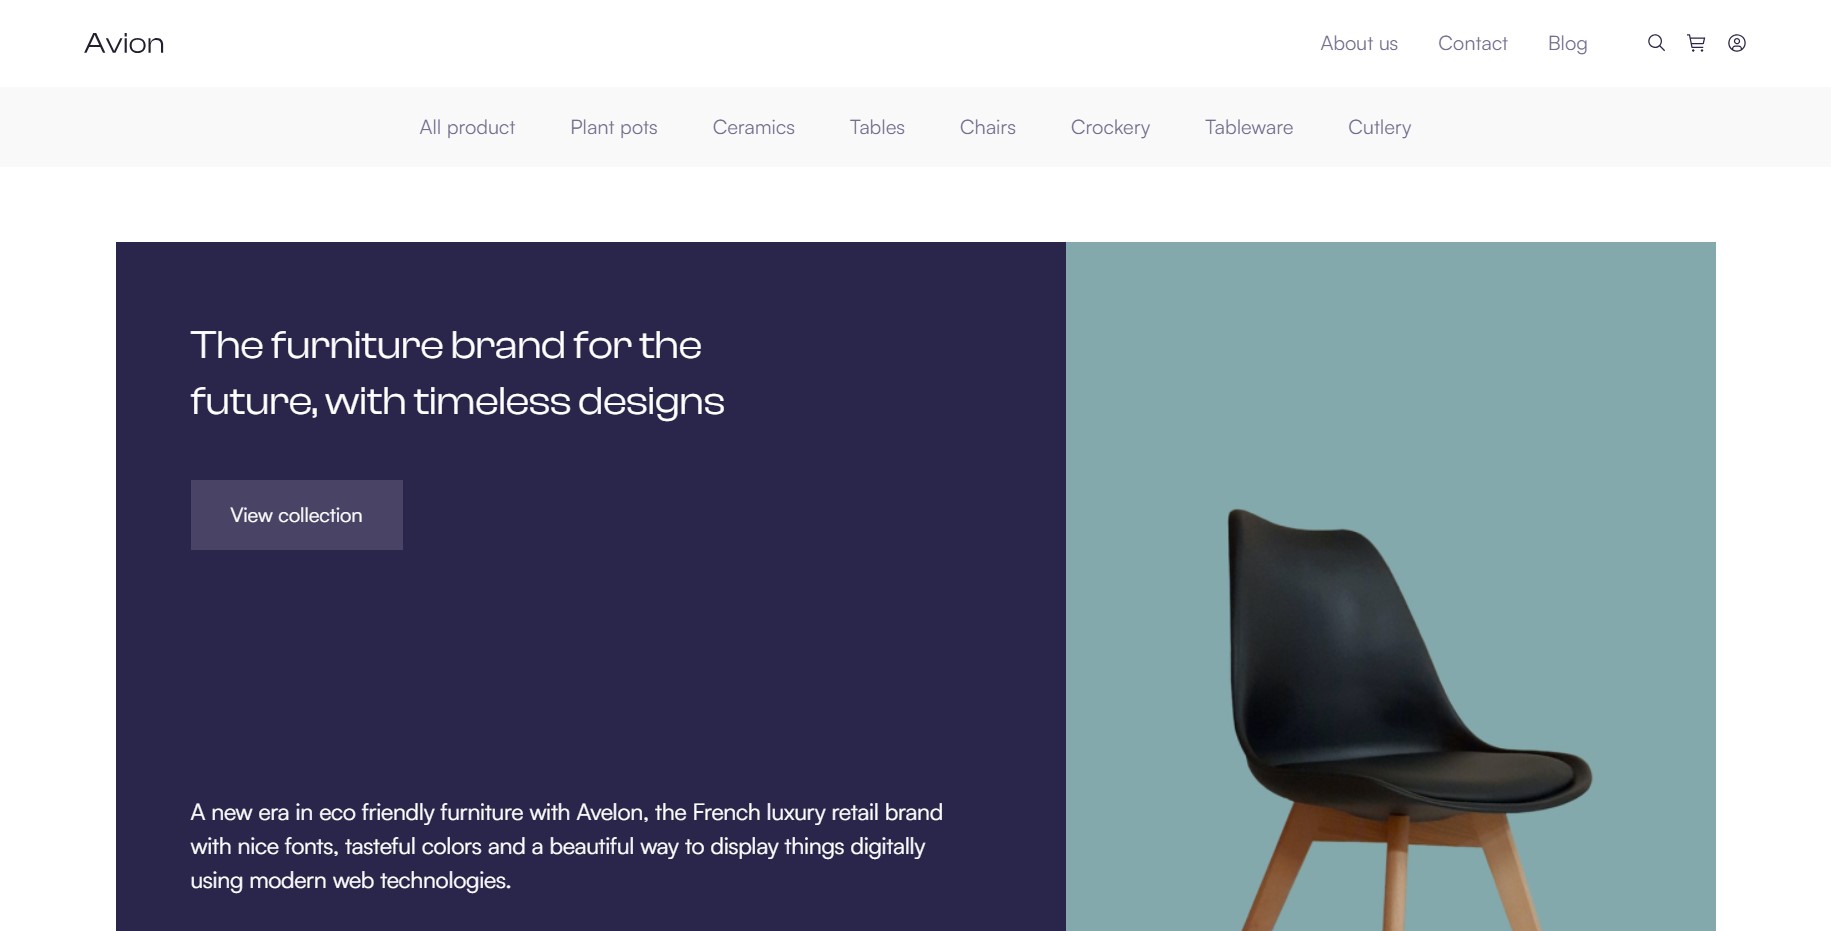 Avion
About us Contact Blog
All product Plant pots Ceramics Tables Chairs Crockery Tableware Cutlery
The furniture brand for the
future, with timeless designs
View collection
A new era in eco friendly furniture with Avelon, the French luxury retail brand
with nice fonts, tasteful colors and a beautiful way to display things digitally
using modern web technologies.